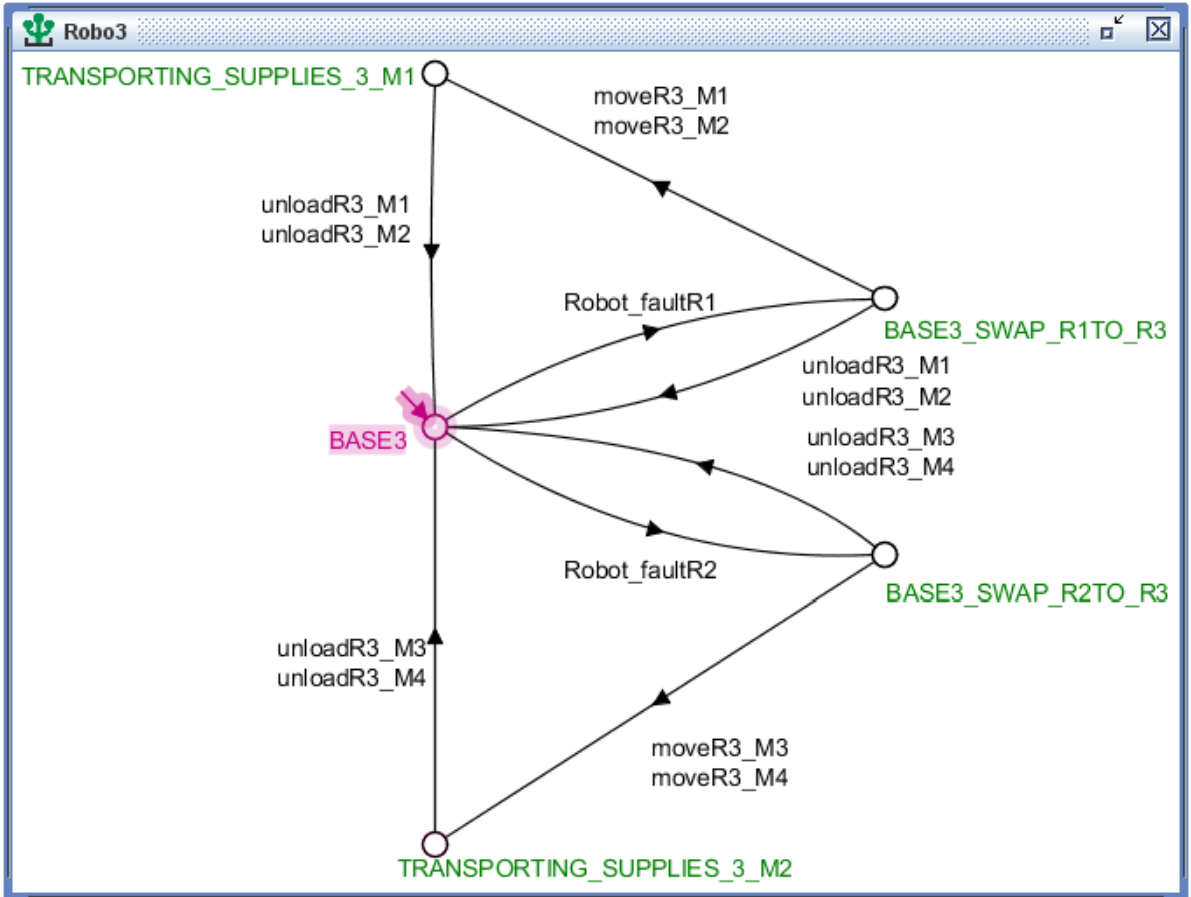 Robo3
TRANSPORTING_SUPPLIES_3_M1
moveR3_M1
moveR3_M2
unloadR3_M1
unloadR3_M2
Robot_faultR1
BASE3_SWAP_R1TO_R3
unloadR3_M1
unloadR3_M2
BASE3
unloadR3_M3
unloadR3_M4
Robot_faultR2
BASE3_SWAP_R2TO_R3
unloadR3_M3
unloadR3_M4
moveR3_M3
moveR3_M4
TRANSPORTING_SUPPLIES_3_M2